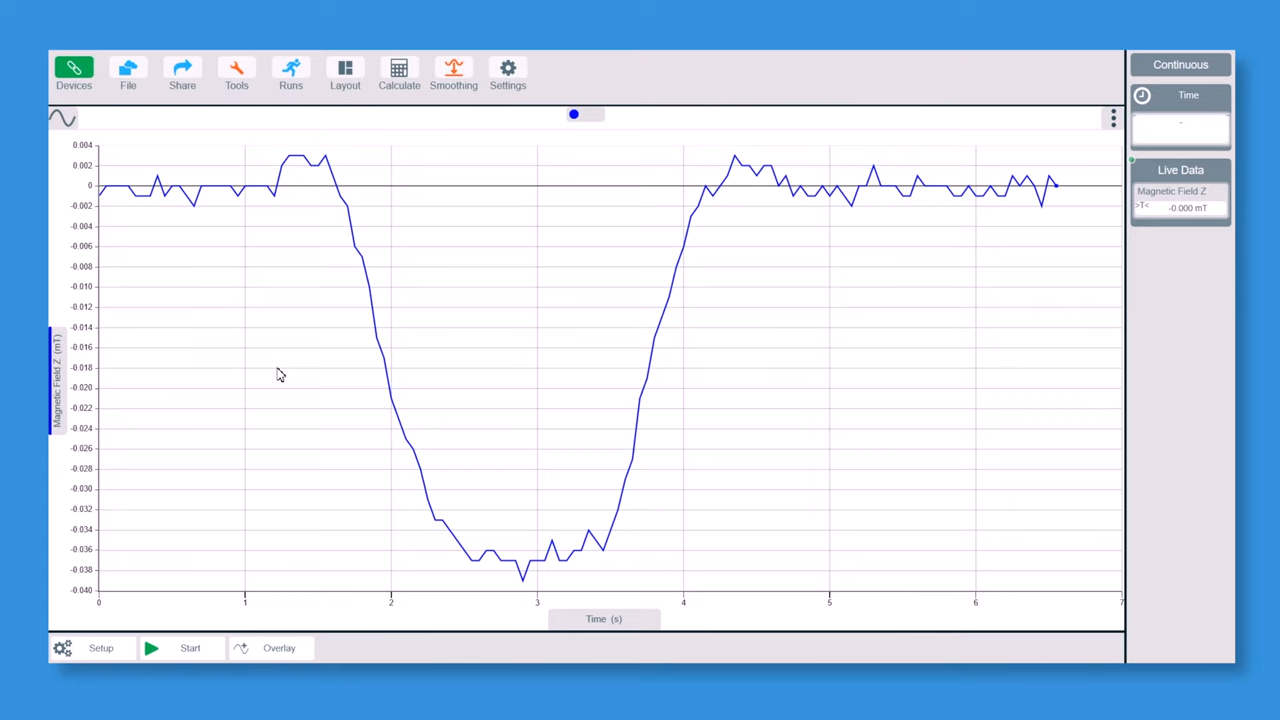 Devices File Share Tools Runs Layout Calculate Smoothing Settings
Continuous
Time
-
Live Data
Magnetic Field Z
>T< -0.000 mT
0.004
0.002
0
-0.002
-0.004
-0.006
-0.008
-0.010
-0.012
-0.014
-0.016
-0.018
-0.020
-0.022
-0.024
-0.026
-0.028
-0.030
-0.032
-0.034
-0.036
-0.038
-0.040
Magnetic Field Z (mT)
0 1 2 3 4 5 6 7
Time (s)
Setup Start Overlay